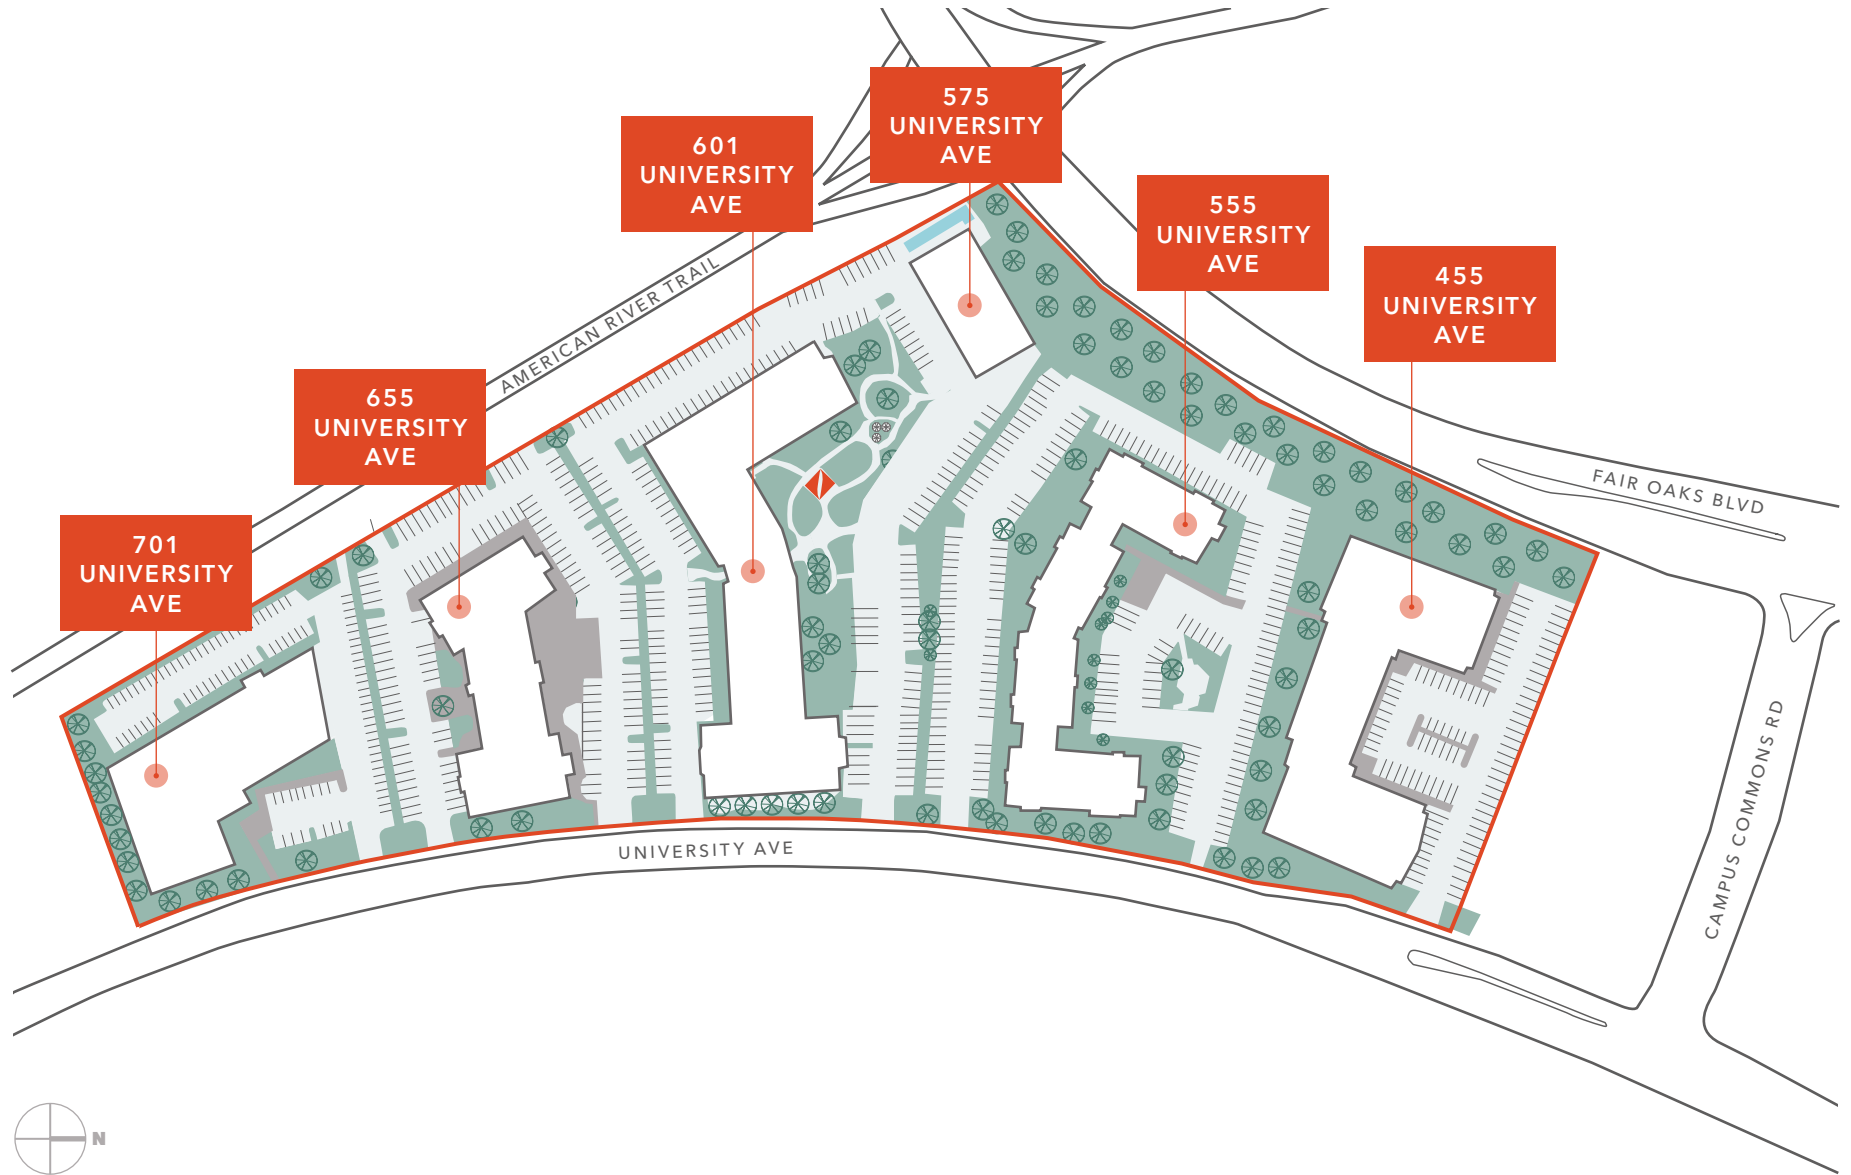 575
UNIVERSITY
AVE
601
UNIVERSITY
AVE
555
UNIVERSITY
AVE
455
UNIVERSITY
AVE
AMERICAN RIVER TRAIL
655
UNIVERSITY
AVE
FAIR OAKS BLVD
701
UNIVERSITY
AVE
CAMPUS COMMONS RD
UNIVERSITY AVE
N